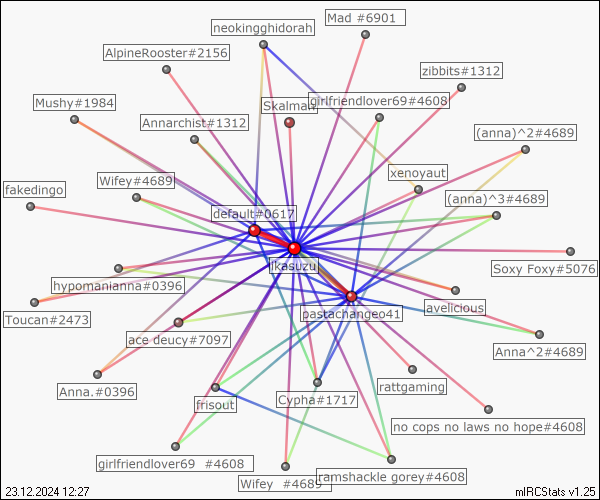 Mad #6901
neokingghidorah
AlpineRooster#2156
zibbits#1312
Mushy#1984
Skalman
girlfriendlover69#4608
Annarchist#1312
(anna)^2#4689
xenoyaut
Wifey#4689
fakedingo
(anna)^3#4689
default#0617
Soxy Foxy#5076
ikasuzu
hypomanianna#0396
avelicious
pastachangeo41
Toucan#2473
ace deucy#7097
Anna^2#4689
rattgaming
Anna.#0396
Cypha#1717
frisout
no cops no laws no hope#4608
girlfriendlover69 #4608
ramshackle gorey#4608
Wifey #4689
23.12.2024 12:27
mIRCStats v1.25